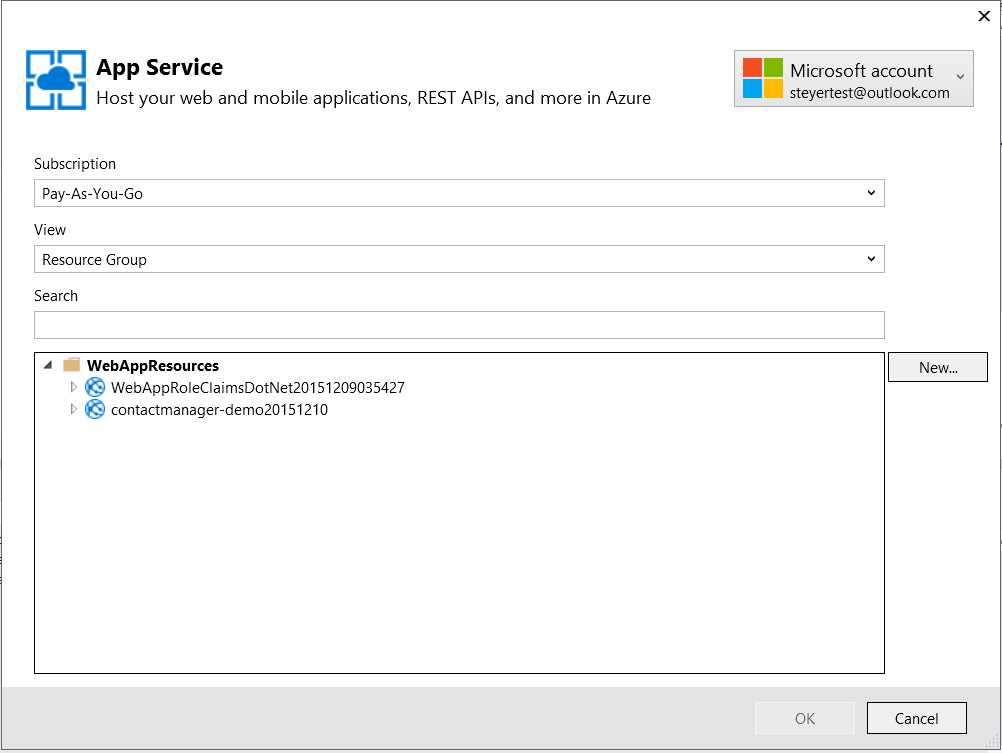 App Service
Host your web and mobile applications, REST APIs, and more in Azure
Microsoft account
steyertest@outlook.com
Subscription
Pay-As-You-Go
View
Resource Group
Search
WebAppResources
New...
WebAppRoleClaimsDotNet20151209035427
contactmanager-demo20151210
OK
Cancel